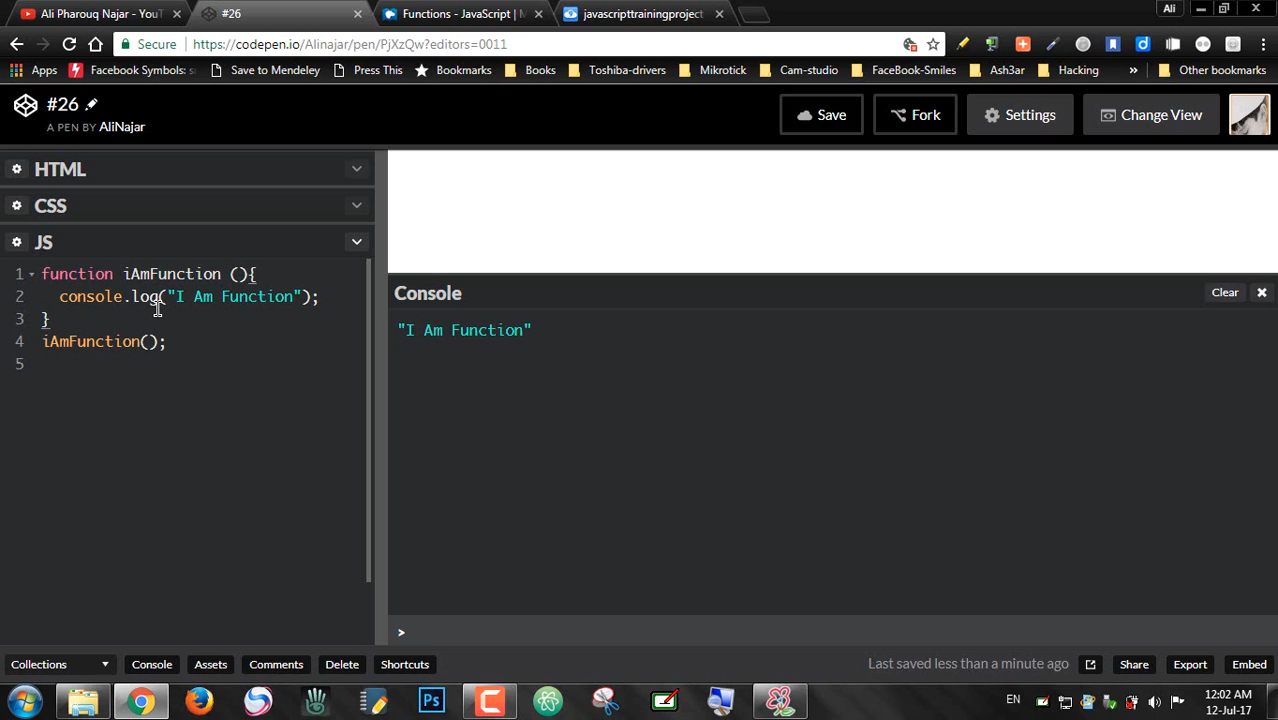 Ali Pharouq Najar - YouT
#26
Functions - JavaScript | M
javascripttrainingproject
Ali
Secure
https://codepen.io/Alinajar/pen/PjXzQw?editors=0011
Apps
Facebook Symbols: s
Save to Mendeley
Press This
Bookmarks
Books
Toshiba-drivers
Mikrotick
Cam-studio
FaceBook-Smiles
Ash3ar
Hacking
»
Other bookmarks
#26
A PEN BY AliNajar
Save
Fork
Settings
Change View
HTML
CSS
JS
1 function iAmFunction (){
2 console.log("I Am Function");
3 }
4 iAmFunction();
5
Console
Clear
"I Am Function"
>
Collections
Console
Assets
Comments
Delete
Shortcuts
Last saved less than a minute ago
Share
Export
Embed
Ps
EN
12:02 AM
12-Jul-17